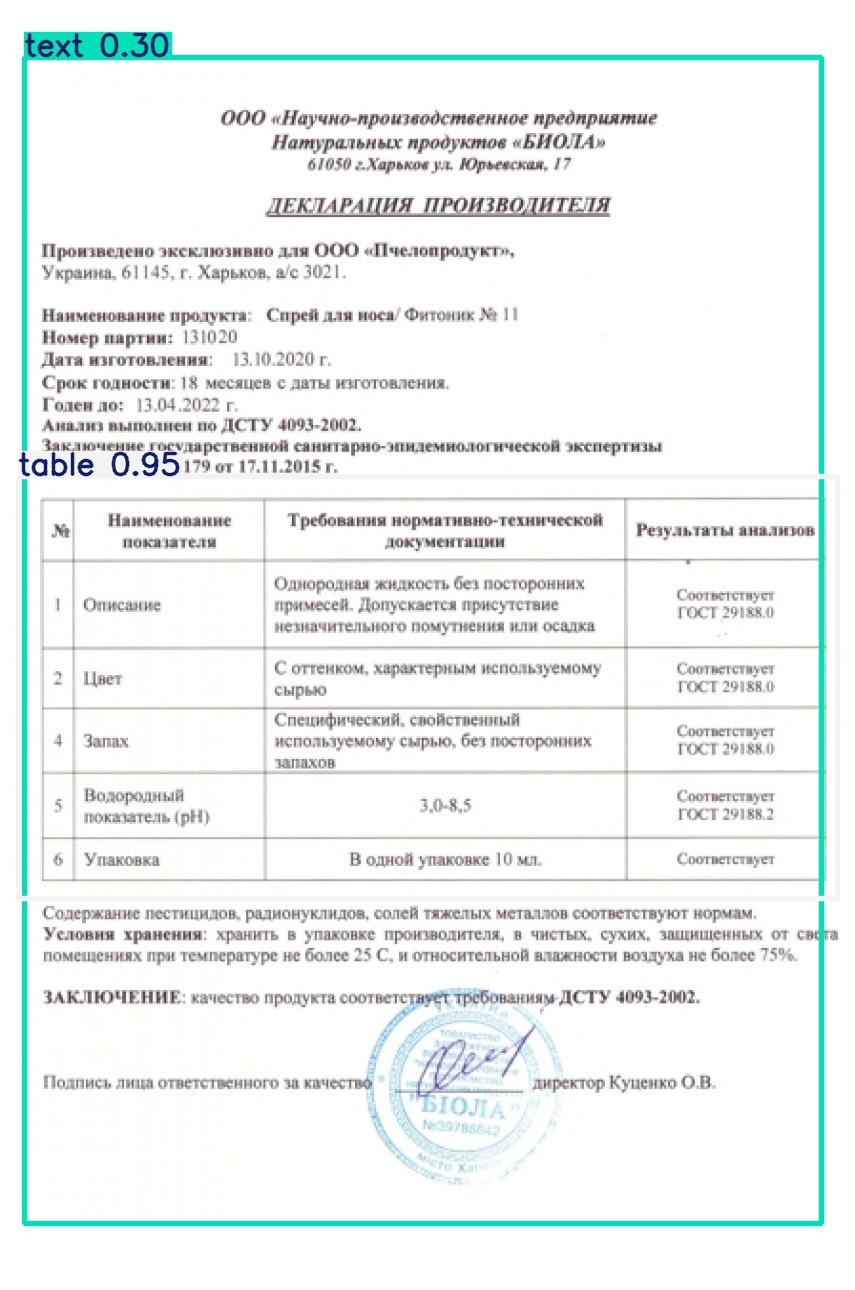 text 0.30
ООО «Научно-производственное предприятие
Натуральных продуктов «БИОЛА»
61050 г.Харьков ул. Юрьевская, 17
ДЕКЛАРАЦИЯ ПРОИЗВОДИТЕЛЯ
Произведено эксклюзивно для ООО «Пчелопродукт»,
Украина, 61145, г. Харьков, а/с 3021.
Наименование продукта: Спрей для носа/ Фитоник № 11
Номер партии: 131020
Дата изготовления: 13.10.2020 г.
Срок годности: 18 месяцев с даты изготовления.
Годен до: 13.04.2022 г.
Анализ выполнен по ДСТУ 4093-2002.
Заключение государственной санитарно-эпидемиологической экспертизы
table 0.95 179 от 17.11.2015 г.
№ Наименование показателя Требования нормативно-технической документации Результаты анализов
1 Описание Однородная жидкость без посторонних примесей. Допускается присутствие незначительного помутнения или осадка Соответствует ГОСТ 29188.0
2 Цвет С оттенком, характерным используемому сырью Соответствует ГОСТ 29188.0
4 Запах Специфический, свойственный используемому сырью, без посторонних запахов Соответствует ГОСТ 29188.0
5 Водородный показатель (pH) 3,0-8,5 Соответствует ГОСТ 29188.2
6 Упаковка В одной упаковке 10 мл. Соответствует
Содержание пестицидов, радионуклидов, солей тяжелых металлов соответствуют нормам.
Условия хранения: хранить в упаковке производителя, в чистых, сухих, защищенных от света
помещениях при температуре не более 25 С, и относительной влажности воздуха не более 75%.
ЗАКЛЮЧЕНИЕ: качество продукта соответствует требованиям ДСТУ 4093-2002.
Подпись лица ответственного за качество директор Куценко О.В.
УКРАЇНА
ТОВАРИСТВО
"БІОЛА"
№39788642
місто Харків